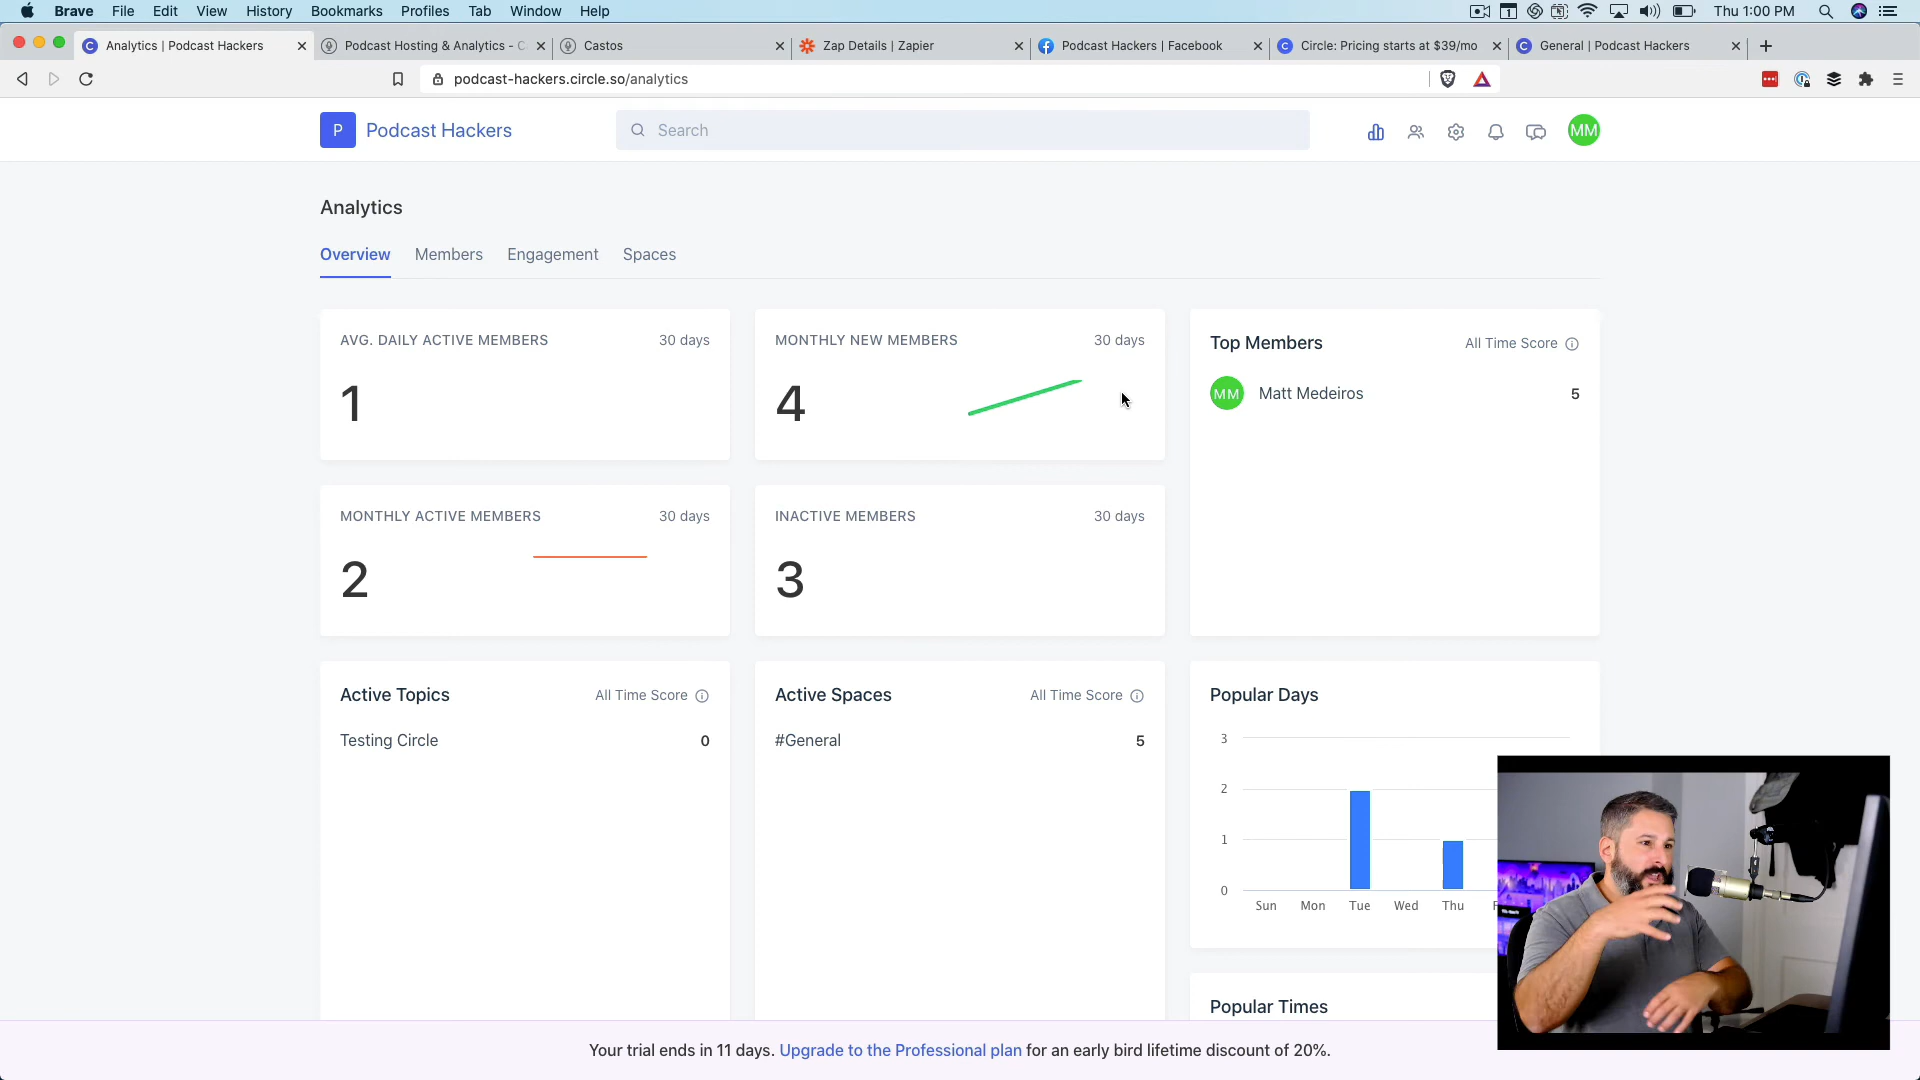 Brave File Edit View History Bookmarks Profiles Tab Window Help
1 Thu 1:00 PM
Analytics | Podcast Hackers
Podcast Hosting & Analytics - C
Castos
Zap Details | Zapier
Podcast Hackers | Facebook
Circle: Pricing starts at $39/mo
General | Podcast Hackers
podcast-hackers.circle.so/analytics
P Podcast Hackers
Search
MM
Analytics
Overview Members Engagement Spaces
AVG. DAILY ACTIVE MEMBERS 30 days
1
MONTHLY NEW MEMBERS 30 days
4
Top Members All Time Score
MM Matt Medeiros 5
MONTHLY ACTIVE MEMBERS 30 days
2
INACTIVE MEMBERS 30 days
3
Active Topics All Time Score
Testing Circle 0
Active Spaces All Time Score
#General 5
Popular Days
3
2
1
0
Sun Mon Tue Wed Thu
Popular Times
Your trial ends in 11 days. Upgrade to the Professional plan for an early bird lifetime discount of 20%.